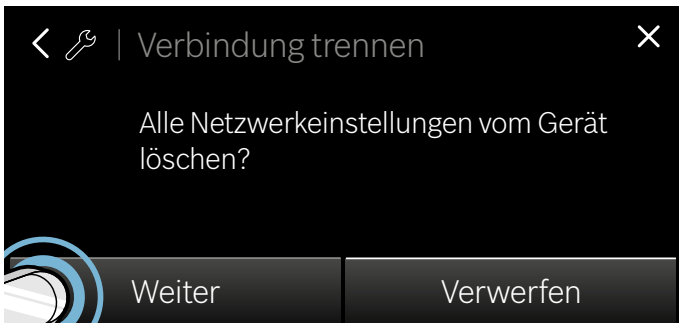 Verbindung trennen
Alle Netzwerkeinstellungen vom Gerät
löschen?
Weiter
Verwerfen